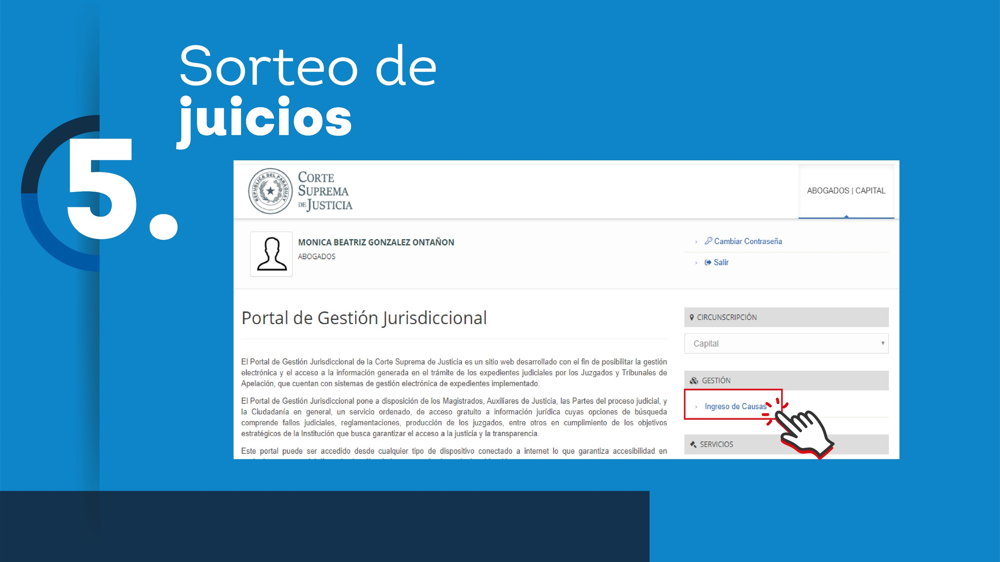 Sorteo de
juicios
5.
REPUBLICA DEL PARAGUAY
CORTE
SUPREMA
DE JUSTICIA
ABOGADOS | CAPITAL
MONICA BEATRIZ GONZALEZ ONTAÑON
ABOGADOS
Cambiar Contraseña
Salir
Portal de Gestión Jurisdiccional
El Portal de Gestión Jurisdiccional de la Corte Suprema de Justicia es un sitio web desarrollado con el fin de posibilitar la gestión
electrónica y el acceso a la información generada en el trámite de los expedientes judiciales por los Juzgados y Tribunales de
Apelación, que cuentan con sistemas de gestión electrónica de expedientes implementado.
El Portal de Gestión Jurisdiccional pone a disposición de los Magistrados, Auxiliares de Justicia, las Partes del proceso judicial, y
la Ciudadanía en general, un servicio ordenado, de acceso gratuito a información jurídica cuyas opciones de búsqueda
comprende fallos judiciales, reglamentaciones, producción de los juzgados, entre otros en cumplimiento de los objetivos
estratégicos de la Institución que busca garantizar el acceso a la justicia y la transparencia.
Este portal puede ser accedido desde cualquier tipo de dispositivo conectado a internet lo que garantiza accesibilidad en
CIRCUNSCRIPCIÓN
Capital
GESTIÓN
Ingreso de Causas
SERVICIOS